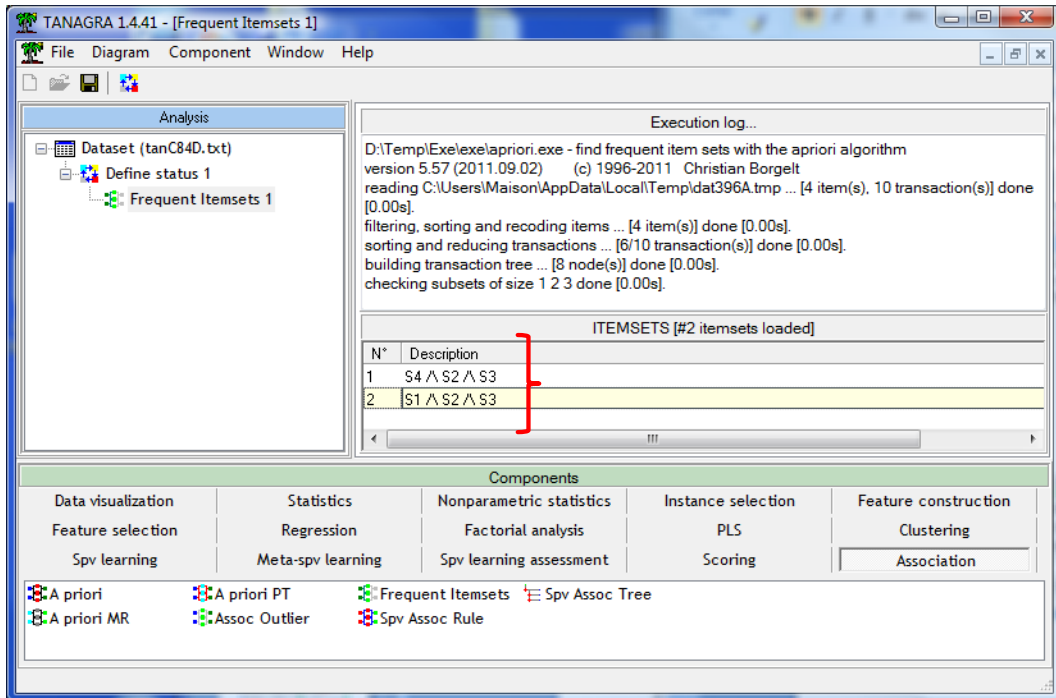 TANAGRA 1.4.41 - [Frequent Itemsets 1]
File Diagram Component Window Help
Analysis
Dataset (tanC84D.txt)
Define status 1
Frequent Itemsets 1
Execution log...
D:\Temp\Exe\exe\apriori.exe - find frequent item sets with the apriori algorithm
version 5.57 (2011.09.02) (c) 1996-2011 Christian Borgelt
reading C:\Users\Maison\AppData\Local\Temp\dat396A.tmp ... [4 item(s), 10 transaction(s)] done
[0.00s].
filtering, sorting and recoding items ... [4 item(s)] done [0.00s].
sorting and reducing transactions ... [6/10 transaction(s)] done [0.00s].
building transaction tree ... [8 node(s)] done [0.00s].
checking subsets of size 1 2 3 done [0.00s].
ITEMSETS [#2 itemsets loaded]
N° Description
1 S4 /\ S2 /\ S3
2 S1 /\ S2 /\ S3
Components
Data visualization Statistics Nonparametric statistics Instance selection Feature construction
Feature selection Regression Factorial analysis PLS Clustering
Spv learning Meta-spv learning Spv learning assessment Scoring Association
A priori A priori PT Frequent Itemsets Spv Assoc Tree
A priori MR Assoc Outlier Spv Assoc Rule